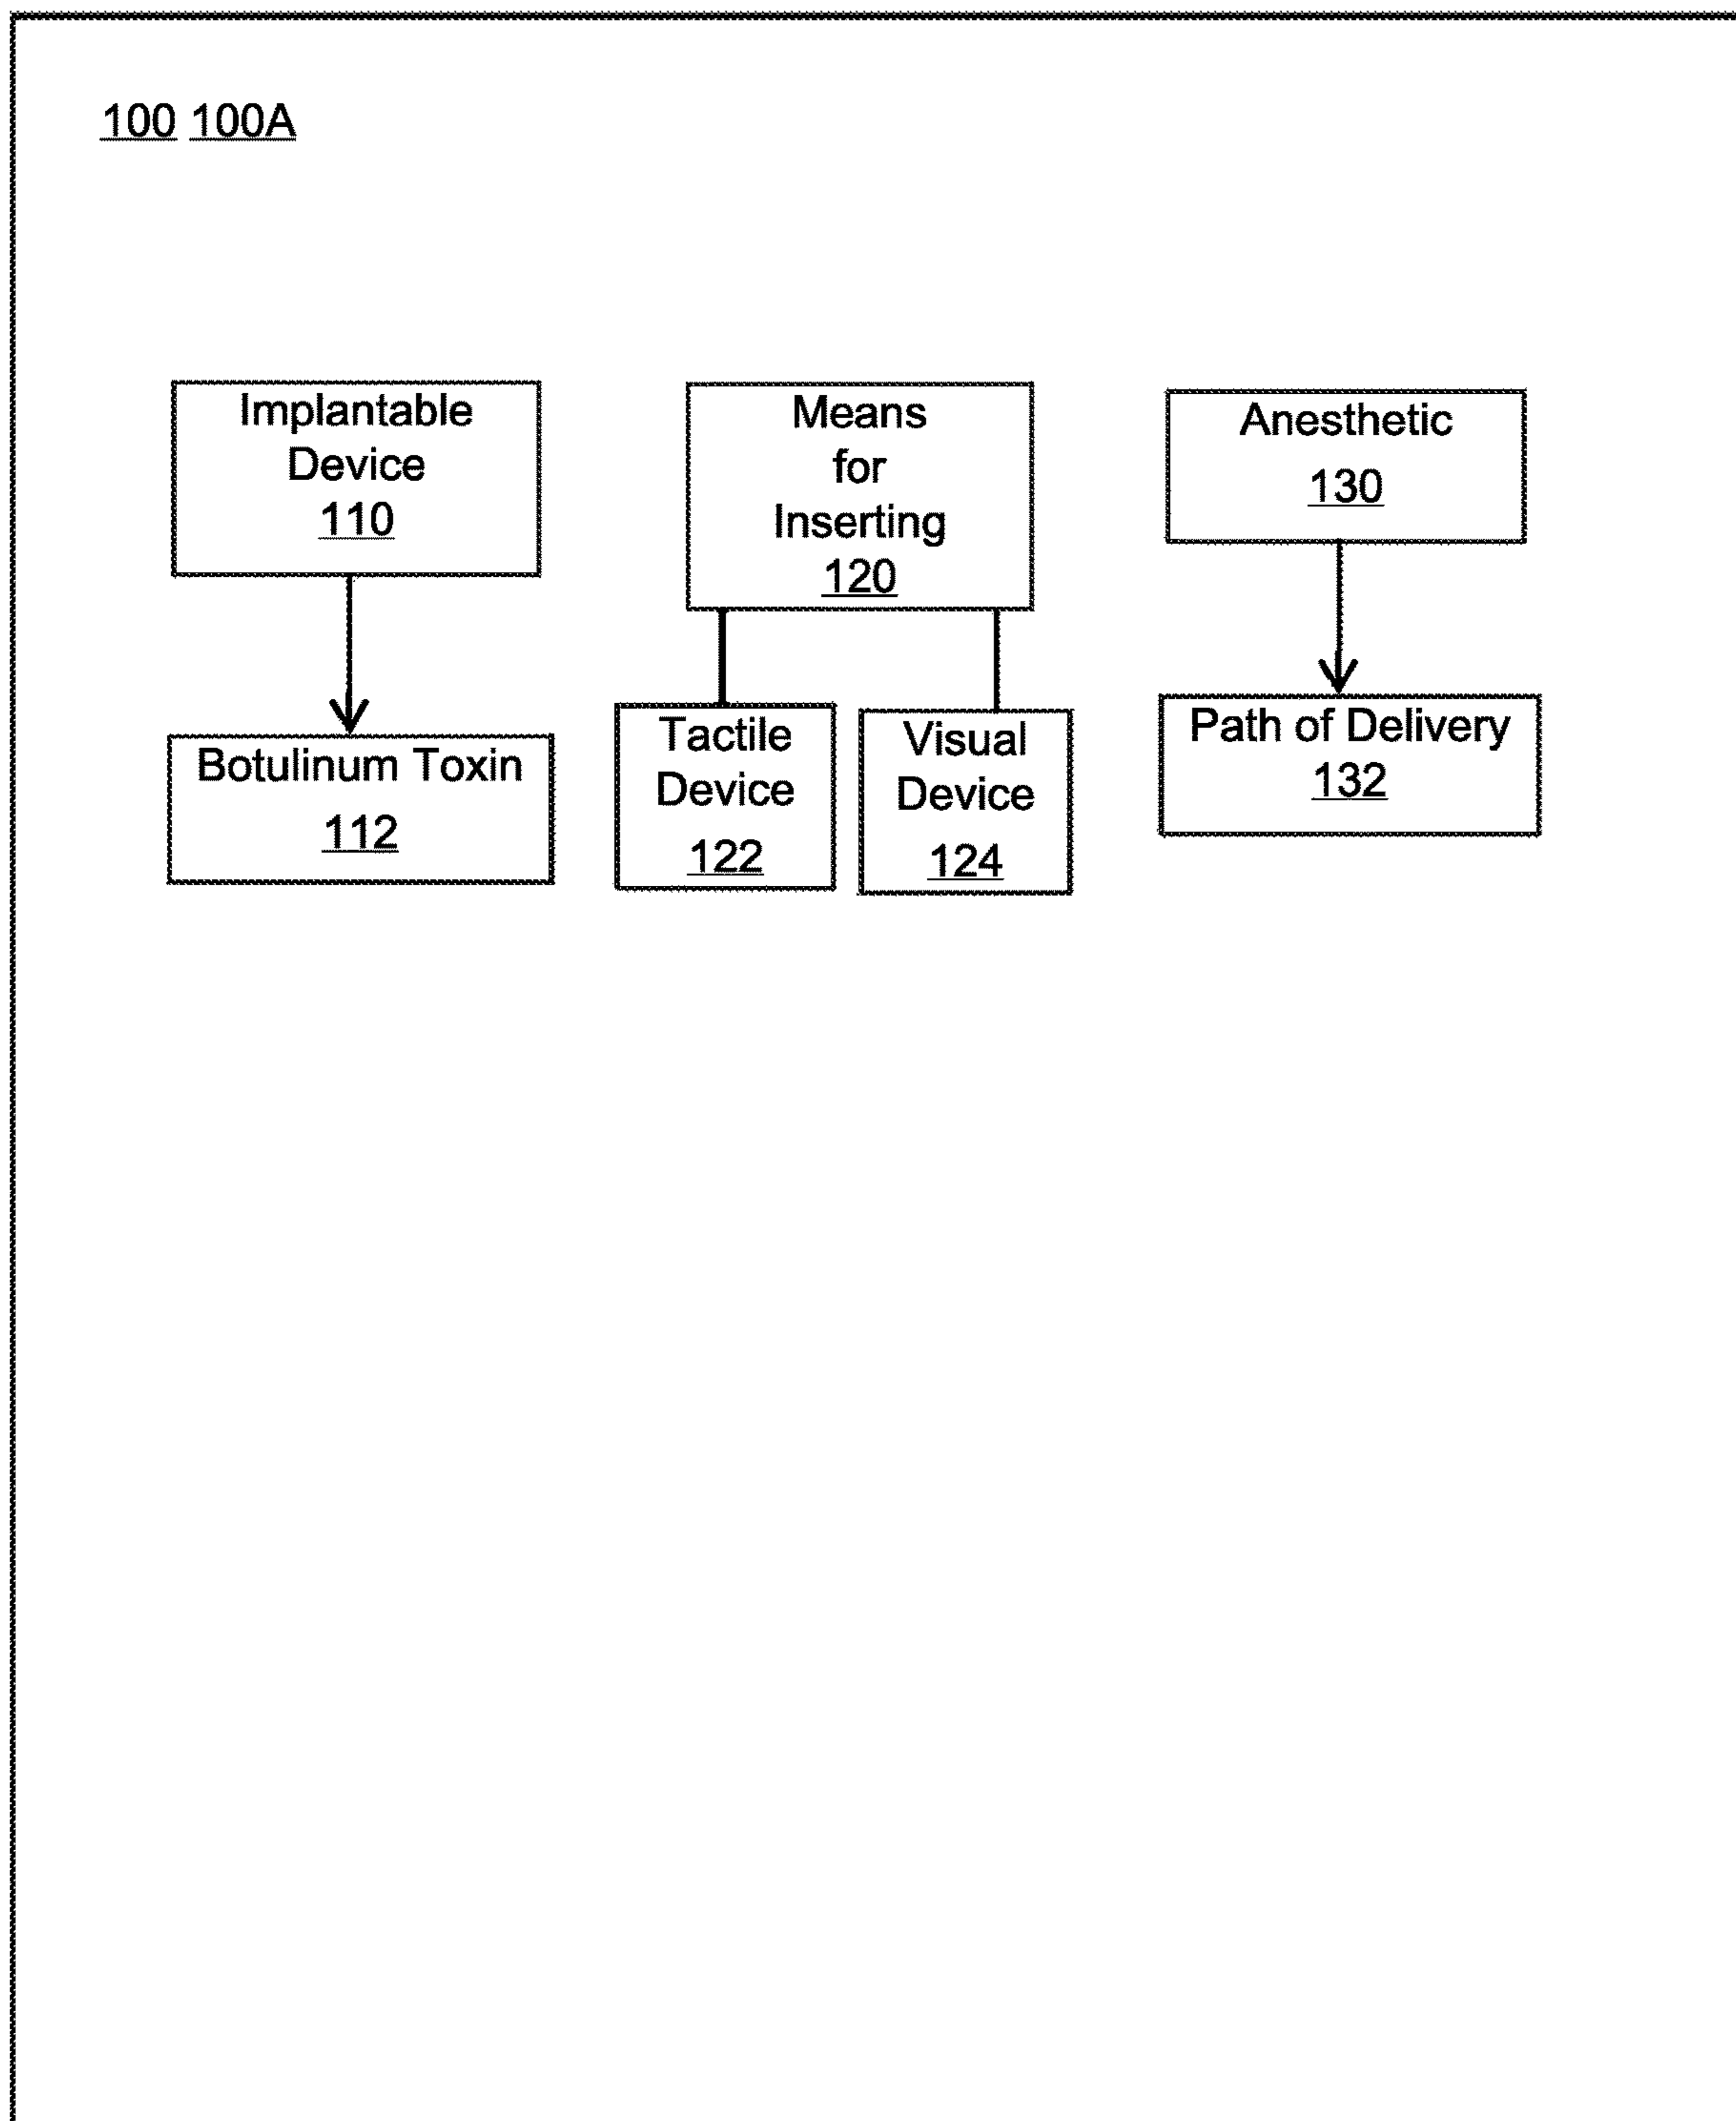 100 100A
Implantable
Device
110
Botulinum Toxin
112
Means
for
Inserting
120
Tactile
Device
122
Visual
Device
124
Anesthetic
130
Path of Delivery
132